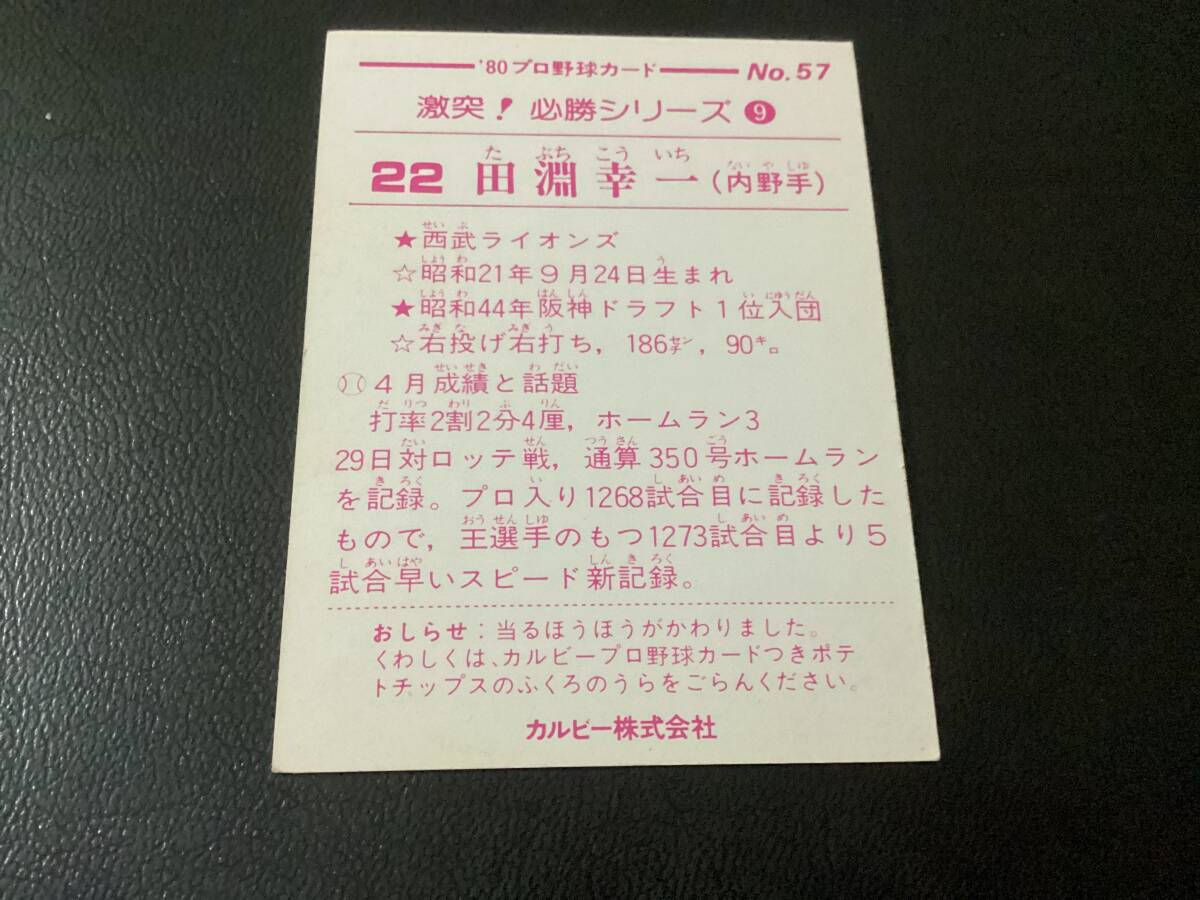 '80プロ野球カード No.57
激突！必勝シリーズ❾
22 田淵幸一(内野手)
★西武ライオンズ
☆昭和21年9月24日生まれ
★昭和44年阪神ドラフト1位入団
☆右投げ右打ち，186㌢，90㌔。
4月成績と話題
打率2割2分4厘，ホームラン3
29日対ロッテ戦，通算350号ホームラン
を記録。プロ入り1268試合目に記録した
もので，王選手のもつ1273試合目より5
試合早いスピード新記録。
おしらせ：当るほうほうがかわりました。
くわしくは、カルビープロ野球カードつきポテ
トチップスのふくろのうらをごらんください。
カルビー株式会社